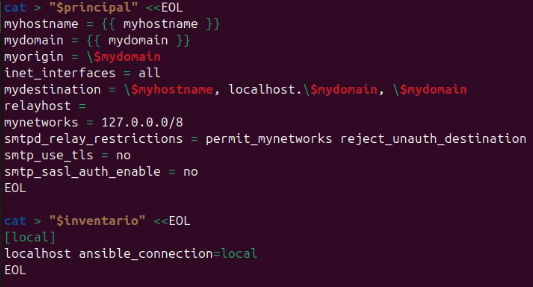 cat > "$principal" <<EOL
myhostname = {{ myhostname }}
mydomain = {{ mydomain }}
myorigin = \$mydomain
inet_interfaces = all
mydestination = \$myhostname, localhost.\$mydomain, \$mydomain
relayhost =
mynetworks = 127.0.0.0/8
smtpd_relay_restrictions = permit_mynetworks reject_unauth_destination
smtp_use_tls = no
smtp_sasl_auth_enable = no
EOL
cat > "$inventario" <<EOL
[local]
localhost ansible_connection=local
EOL